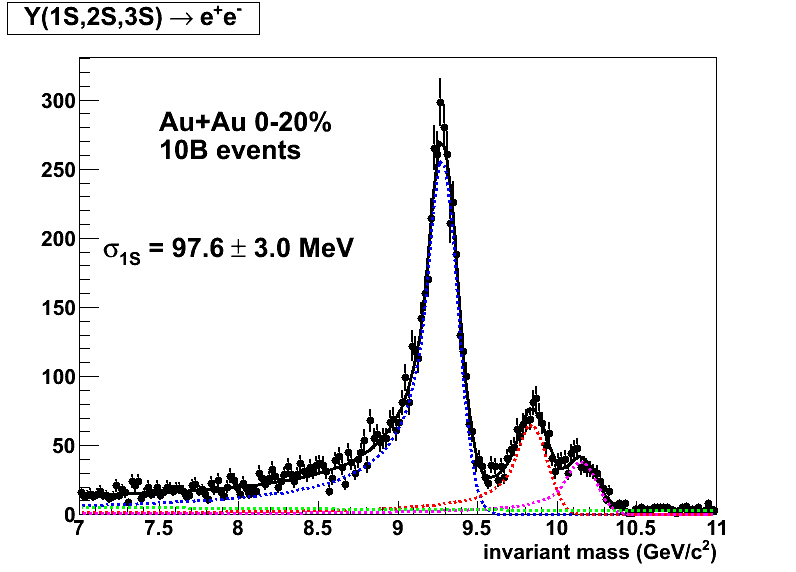 Υ(1S,2S,3S) → e⁺e⁻
Au+Au 0-20%
10B events
σ₁S = 97.6 ± 3.0 MeV
300
250
200
150
100
50
0
7 7.5 8 8.5 9 9.5 10 10.5 11
invariant mass (GeV/c²)